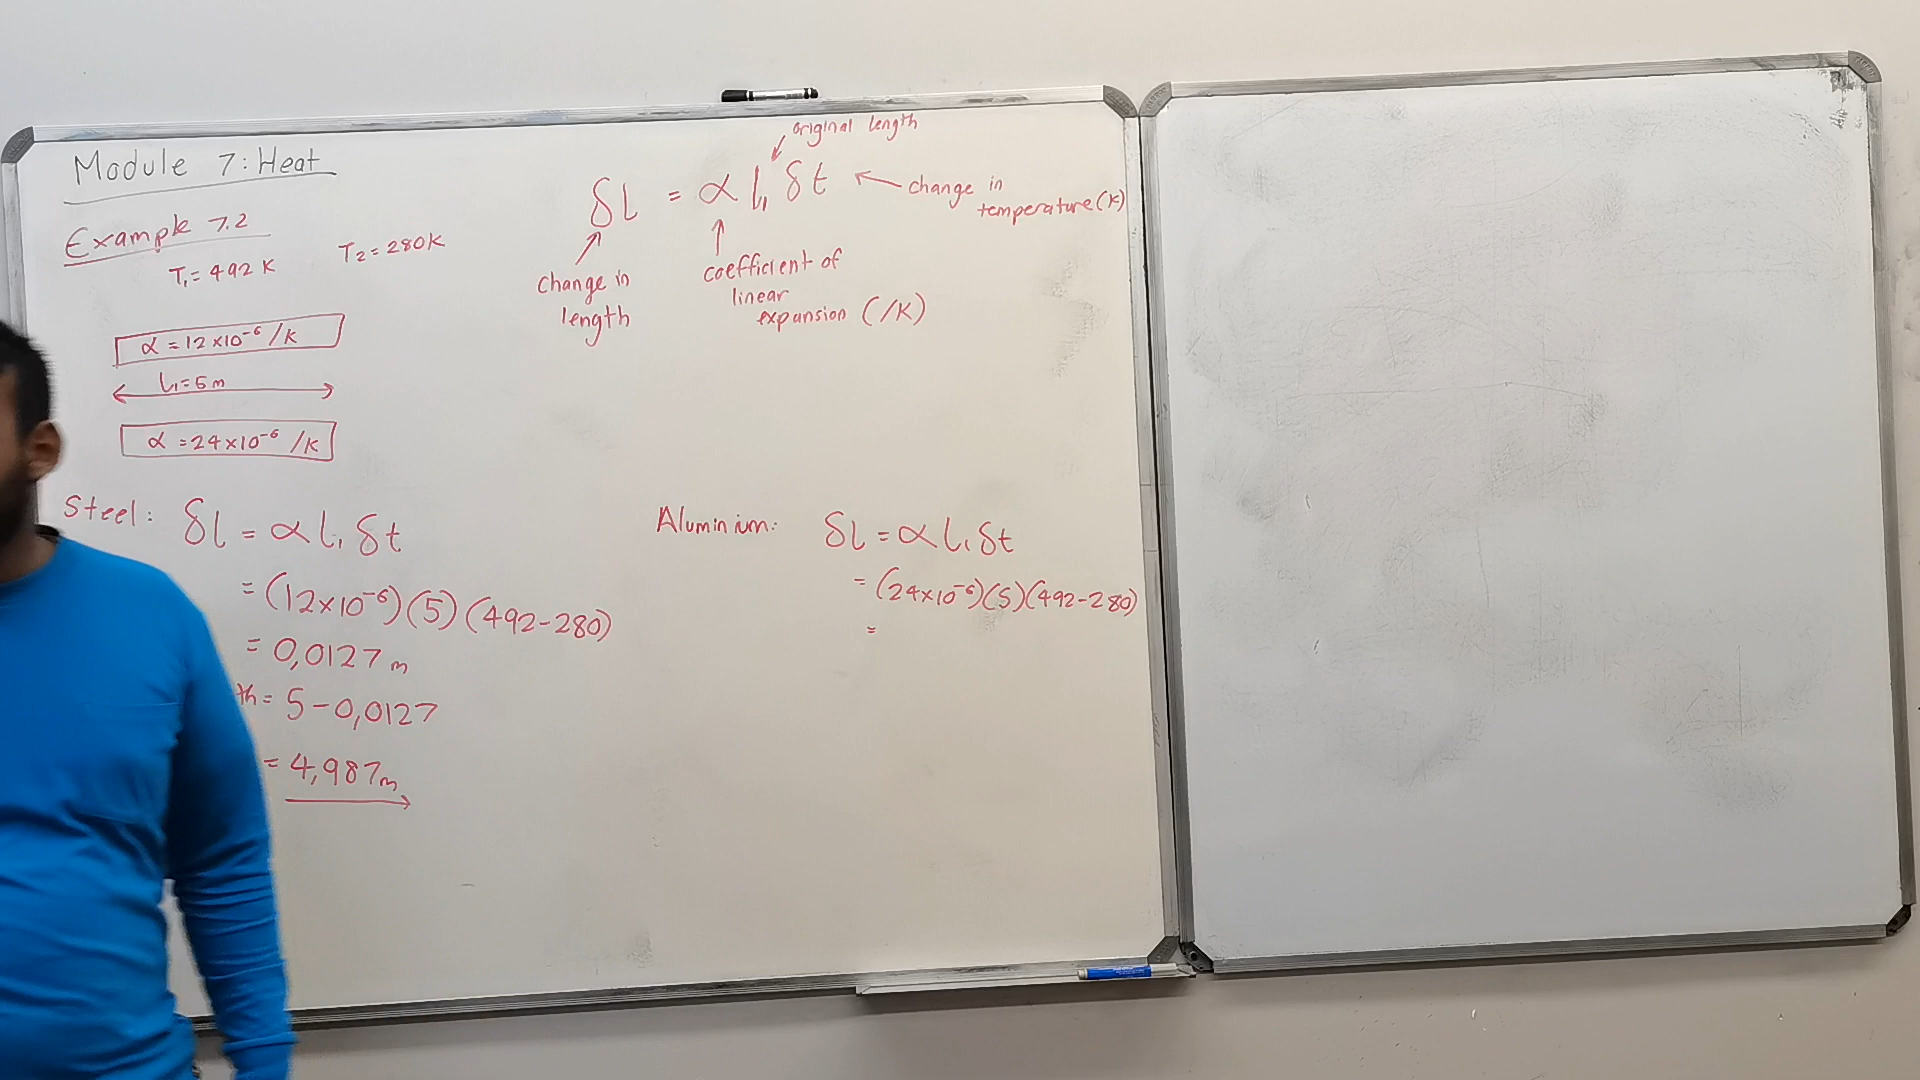 Module 7: Heat
Example 7.2
T₁ = 492 K
T₂ = 280K
α = 12×10⁻⁶ /K
L₁ = 5m
α = 24×10⁻⁶ /K
original length
δL = α L₁ δt
change in temperature (K)
change in
length
coefficient of
linear
expansion (/K)
Steel: δL = α L₁ δt
= (12×10⁻⁶)(5)(492-280)
= 0,0127 m
th = 5 - 0,0127
= 4,987m
Aluminium: δL = α L₁ δt
= (24×10⁻⁶)(5)(492-280)
=